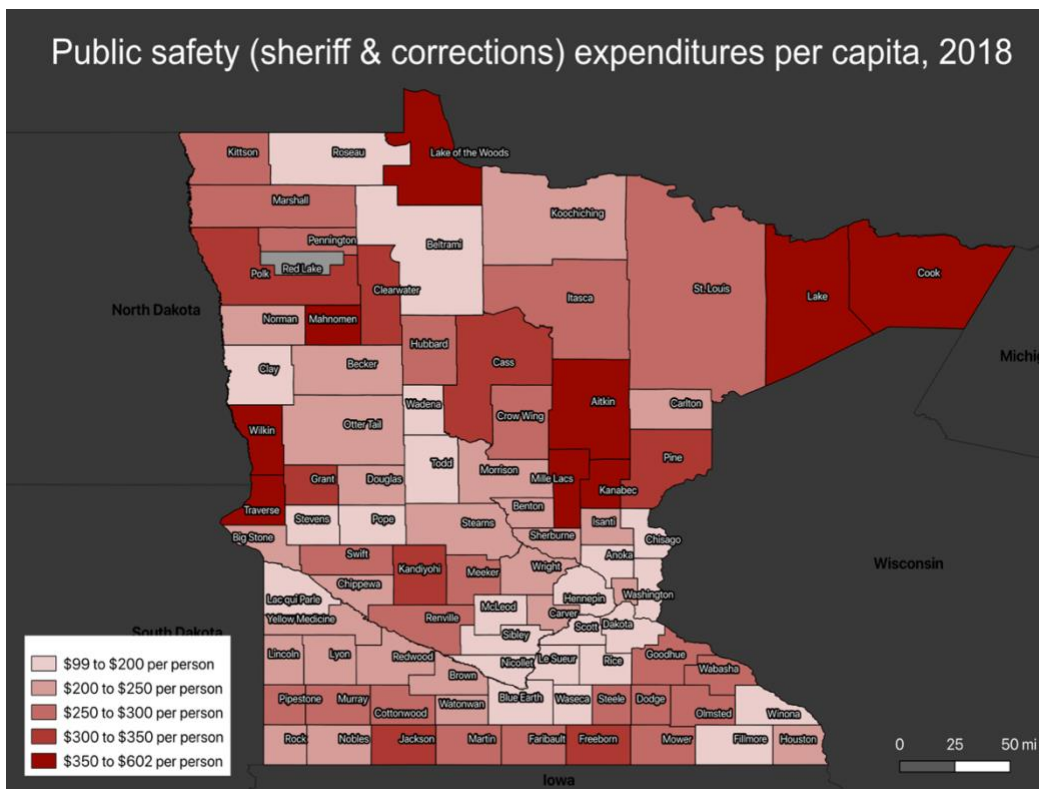 Public safety (sheriff & corrections) expenditures per capita, 2018
Kittson
Roseau
Lake of the Woods
Marshall
Koochiching
Pennington
Beltrami
Red Lake
Polk
Cook
Clearwater
St. Louis
Lake
Itasca
North Dakota
Norman
Mahnomen
Hubbard
Cass
Michi
Clay
Becker
Wadena
Aitkin
Carlton
Crow Wing
Otter Tail
Wilkin
Pine
Todd
Morrison
Grant
Douglas
Mille Lacs
Kanabec
Traverse
Benton
Stevens
Pope
Stearns
Isanti
Big Stone
Sherburne
Chisago
Swift
Anoka
Wisconsin
Kandiyohi
Meeker
Wright
Chippewa
Hennepin
Washington
Lac qui Parle
McLeod
Carver
Yellow Medicine
Renville
Scott
Dakota
South Dakota
Sibley
Lincoln
Lyon
Redwood
Nicollet
Le Sueur
Rice
Goodhue
Wabasha
Brown
Pipestone
Murray
Cottonwood
Watonwan
Blue Earth
Waseca
Steele
Dodge
Olmsted
Winona
Rock
Nobles
Jackson
Martin
Faribault
Freeborn
Mower
Fillmore
Houston
Iowa
$99 to $200 per person
$200 to $250 per person
$250 to $300 per person
$300 to $350 per person
$350 to $602 per person
0 25 50 mi